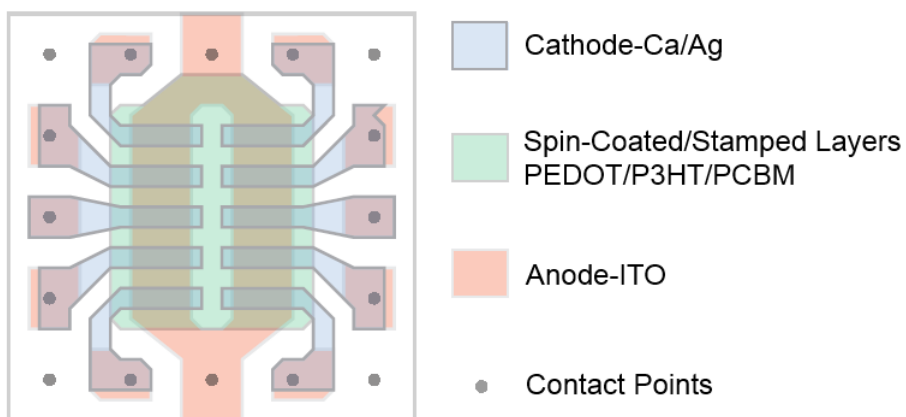 Cathode-Ca/Ag
Spin-Coated/Stamped Layers
PEDOT/P3HT/PCBM
Anode-ITO
Contact Points